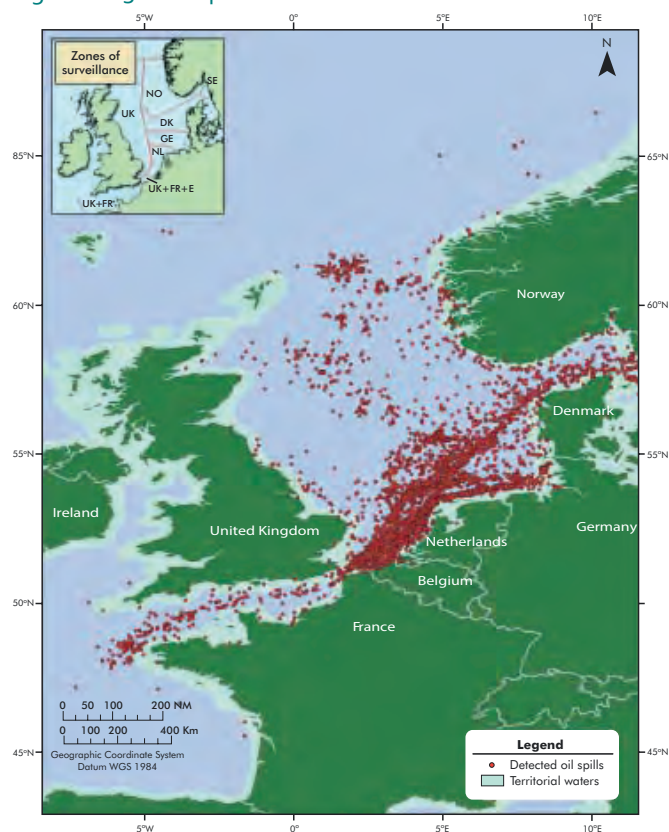 5°W 0° 5°E 10°E
N
Zones of
surveillance
NO
SE
UK
DK
GE
NL
UK+FR+E
UK+FR
85°N
65°N
60°N
60°N
Norway
Denmark
55°N
55°N
Ireland
United Kingdom
Netherlands
Germany
Belgium
50°N
50°N
France
0 50 100 200 NM
0 100 200 400 Km
Geographic Coordinate System
Datum WGS 1984
45°N
45°N
Legend
Detected oil spills
Territorial waters
5°W 0° 5°E 10°E